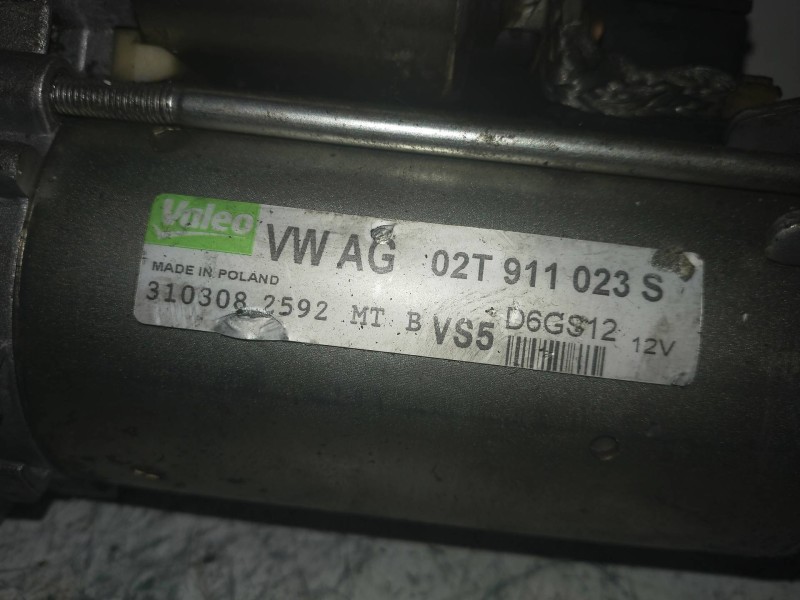 Valeo
VW AG 02T 911 023 S
MADE IN POLAND
310308 2592 MT B VS5 D6GS12 12V